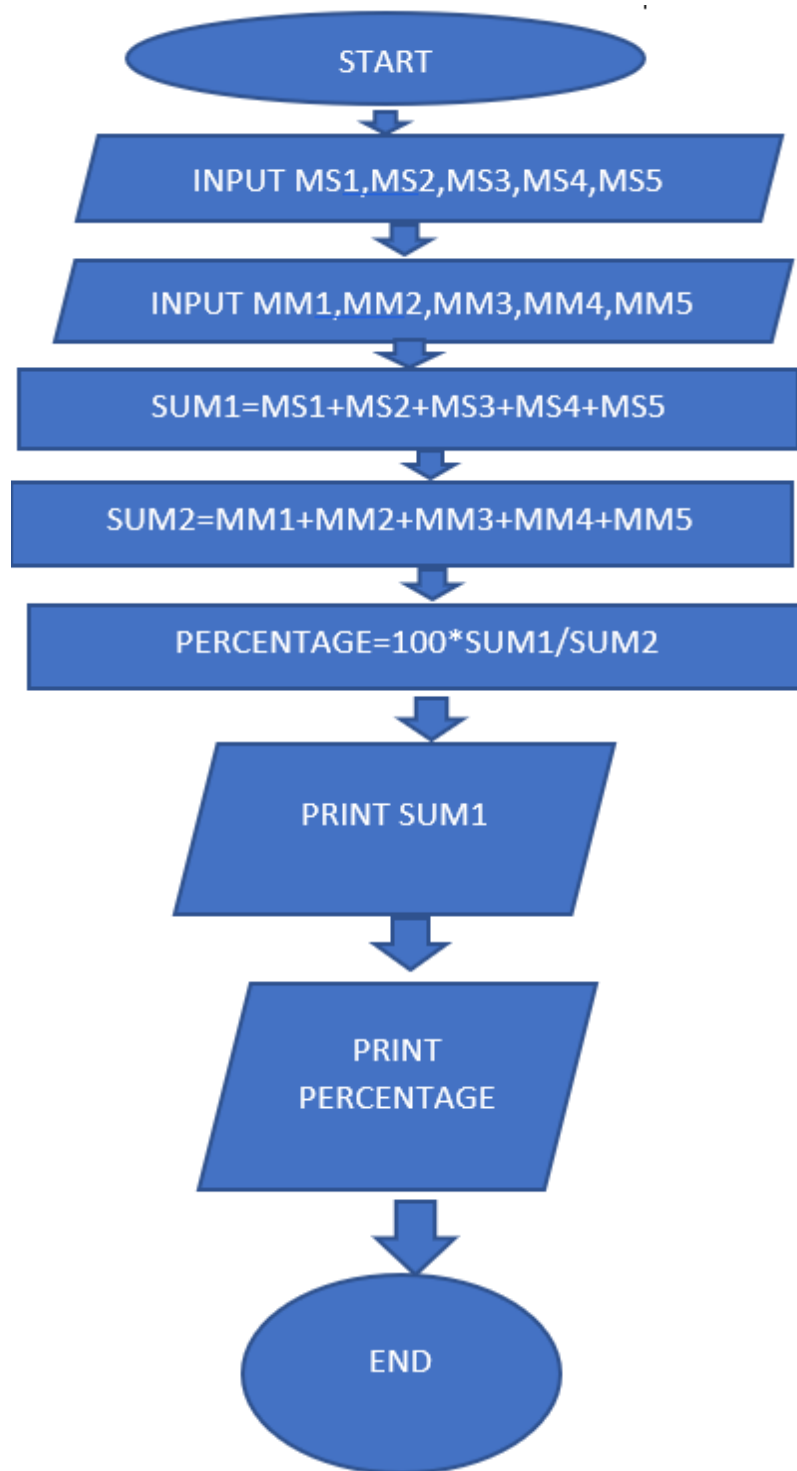 START
INPUT MS1,MS2,MS3,MS4,MS5
INPUT MM1,MM2,MM3,MM4,MM5
SUM1=MS1+MS2+MS3+MS4+MS5
SUM2=MM1+MM2+MM3+MM4+MM5
PERCENTAGE=100*SUM1/SUM2
PRINT SUM1
PRINT
PERCENTAGE
END